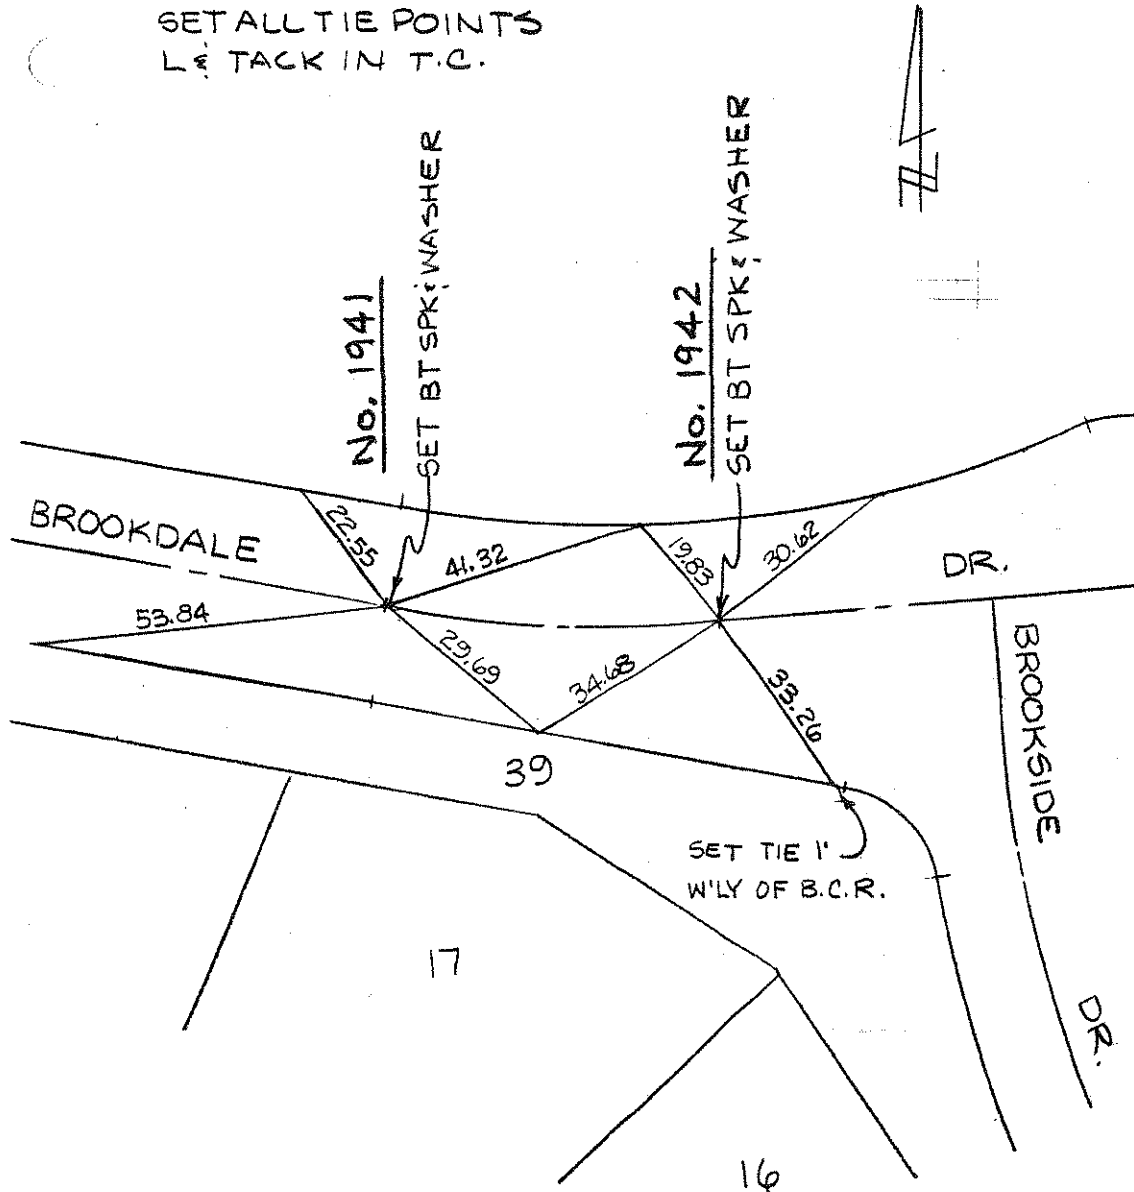 SET ALL TIE POINTS
L & TACK IN T.C.
N
No. 1941
SET BT SPK & WASHER
No. 1942
SET BT SPK & WASHER
BROOKDALE
DR.
22.55
41.32
19.83
30.62
53.84
29.69
34.68
33.26
BROOKSIDE
DR.
39
SET TIE 1'
W'LY OF B.C.R.
17
16